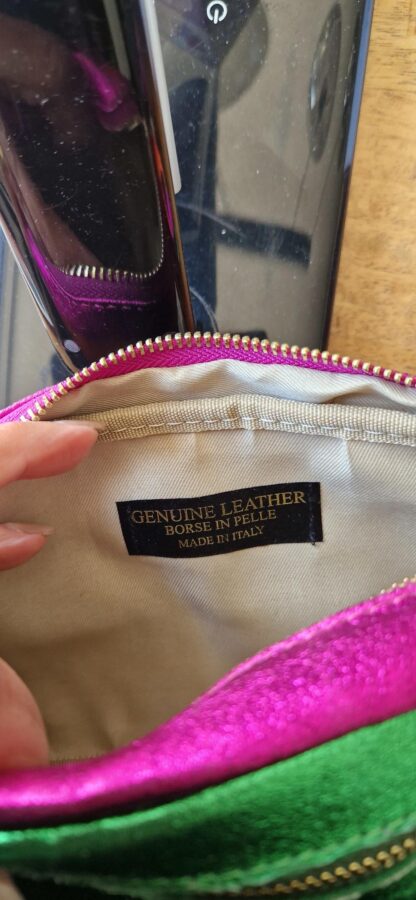 GENUINE LEATHER
BORSE IN PELLE
MADE IN ITALY